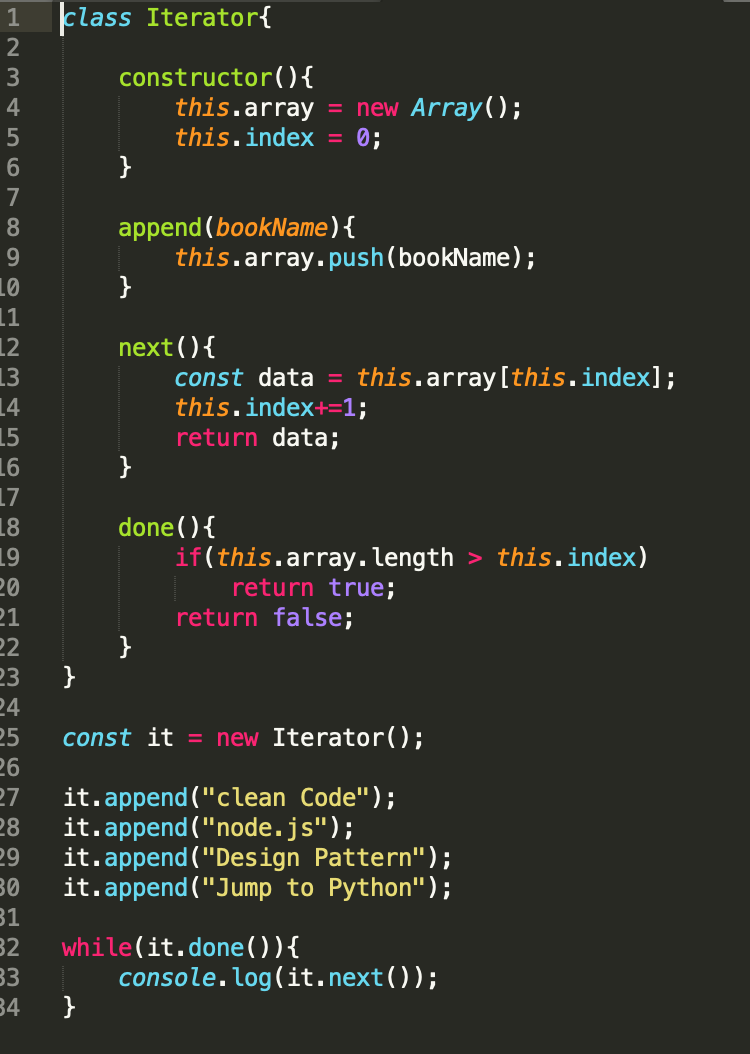 1 class Iterator{
2
3 constructor(){
4 this.array = new Array();
5 this.index = 0;
6 }
7
8 append(bookName){
9 this.array.push(bookName);
10 }
11
12 next(){
13 const data = this.array[this.index];
14 this.index+=1;
15 return data;
16 }
17
18 done(){
19 if(this.array.length > this.index)
20 return true;
21 return false;
22 }
23 }
24
25 const it = new Iterator();
26
27 it.append("clean Code");
28 it.append("node.js");
29 it.append("Design Pattern");
30 it.append("Jump to Python");
31
32 while(it.done()){
33 console.log(it.next());
34 }